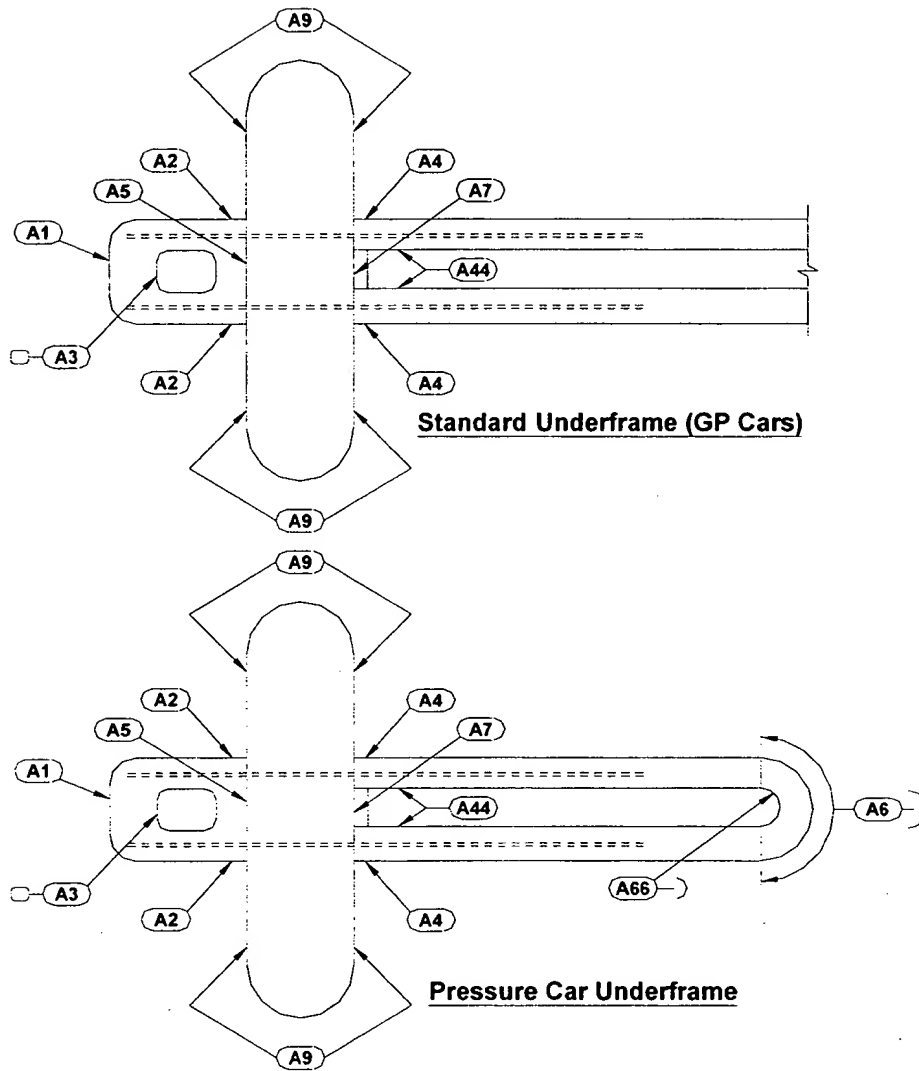 A9
A2
A4
A5
A7
A1
A44
A3
A2
A4
Standard Underframe (GP Cars)
A9
A9
A2
A4
A5
A7
A1
A44
A6
A3
A66
A2
A4
Pressure Car Underframe
A9